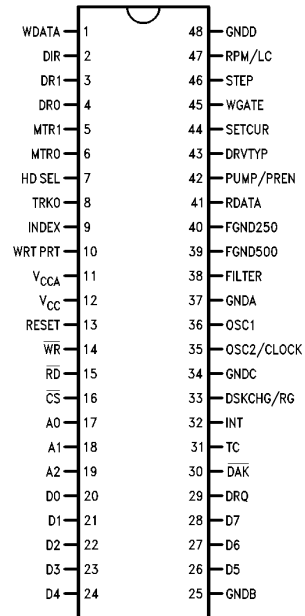 WDATA 1 48 GNDD
DIR 2 47 RPM/LC
DR1 3 46 STEP
DR0 4 45 WGATE
MTR1 5 44 SETCUR
MTR0 6 43 DRVTYP
HD SEL 7 42 PUMP/PREN
TRK0 8 41 RDATA
INDEX 9 40 FGND250
WRT PRT 10 39 FGND500
VCCA 11 38 FILTER
VCC 12 37 GNDA
RESET 13 36 OSC1
W̅R̅ 14 35 OSC2/CLOCK
R̅D̅ 15 34 GNDC
C̅S̅ 16 33 DSKCHG/RG
A0 17 32 INT
A1 18 31 TC
A2 19 30 D̅A̅K̅
D0 20 29 DRQ
D1 21 28 D7
D2 22 27 D6
D3 23 26 D5
D4 24 25 GNDB